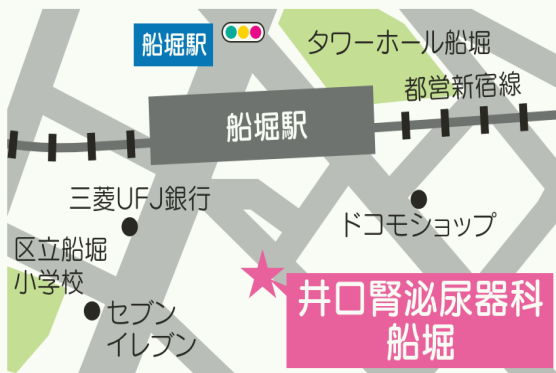 船堀駅
タワーホール船堀
都営新宿線
船堀駅
三菱UFJ銀行
ドコモショップ
区立船堀
小学校
セブン
イレブン
井口腎泌尿器科
船堀